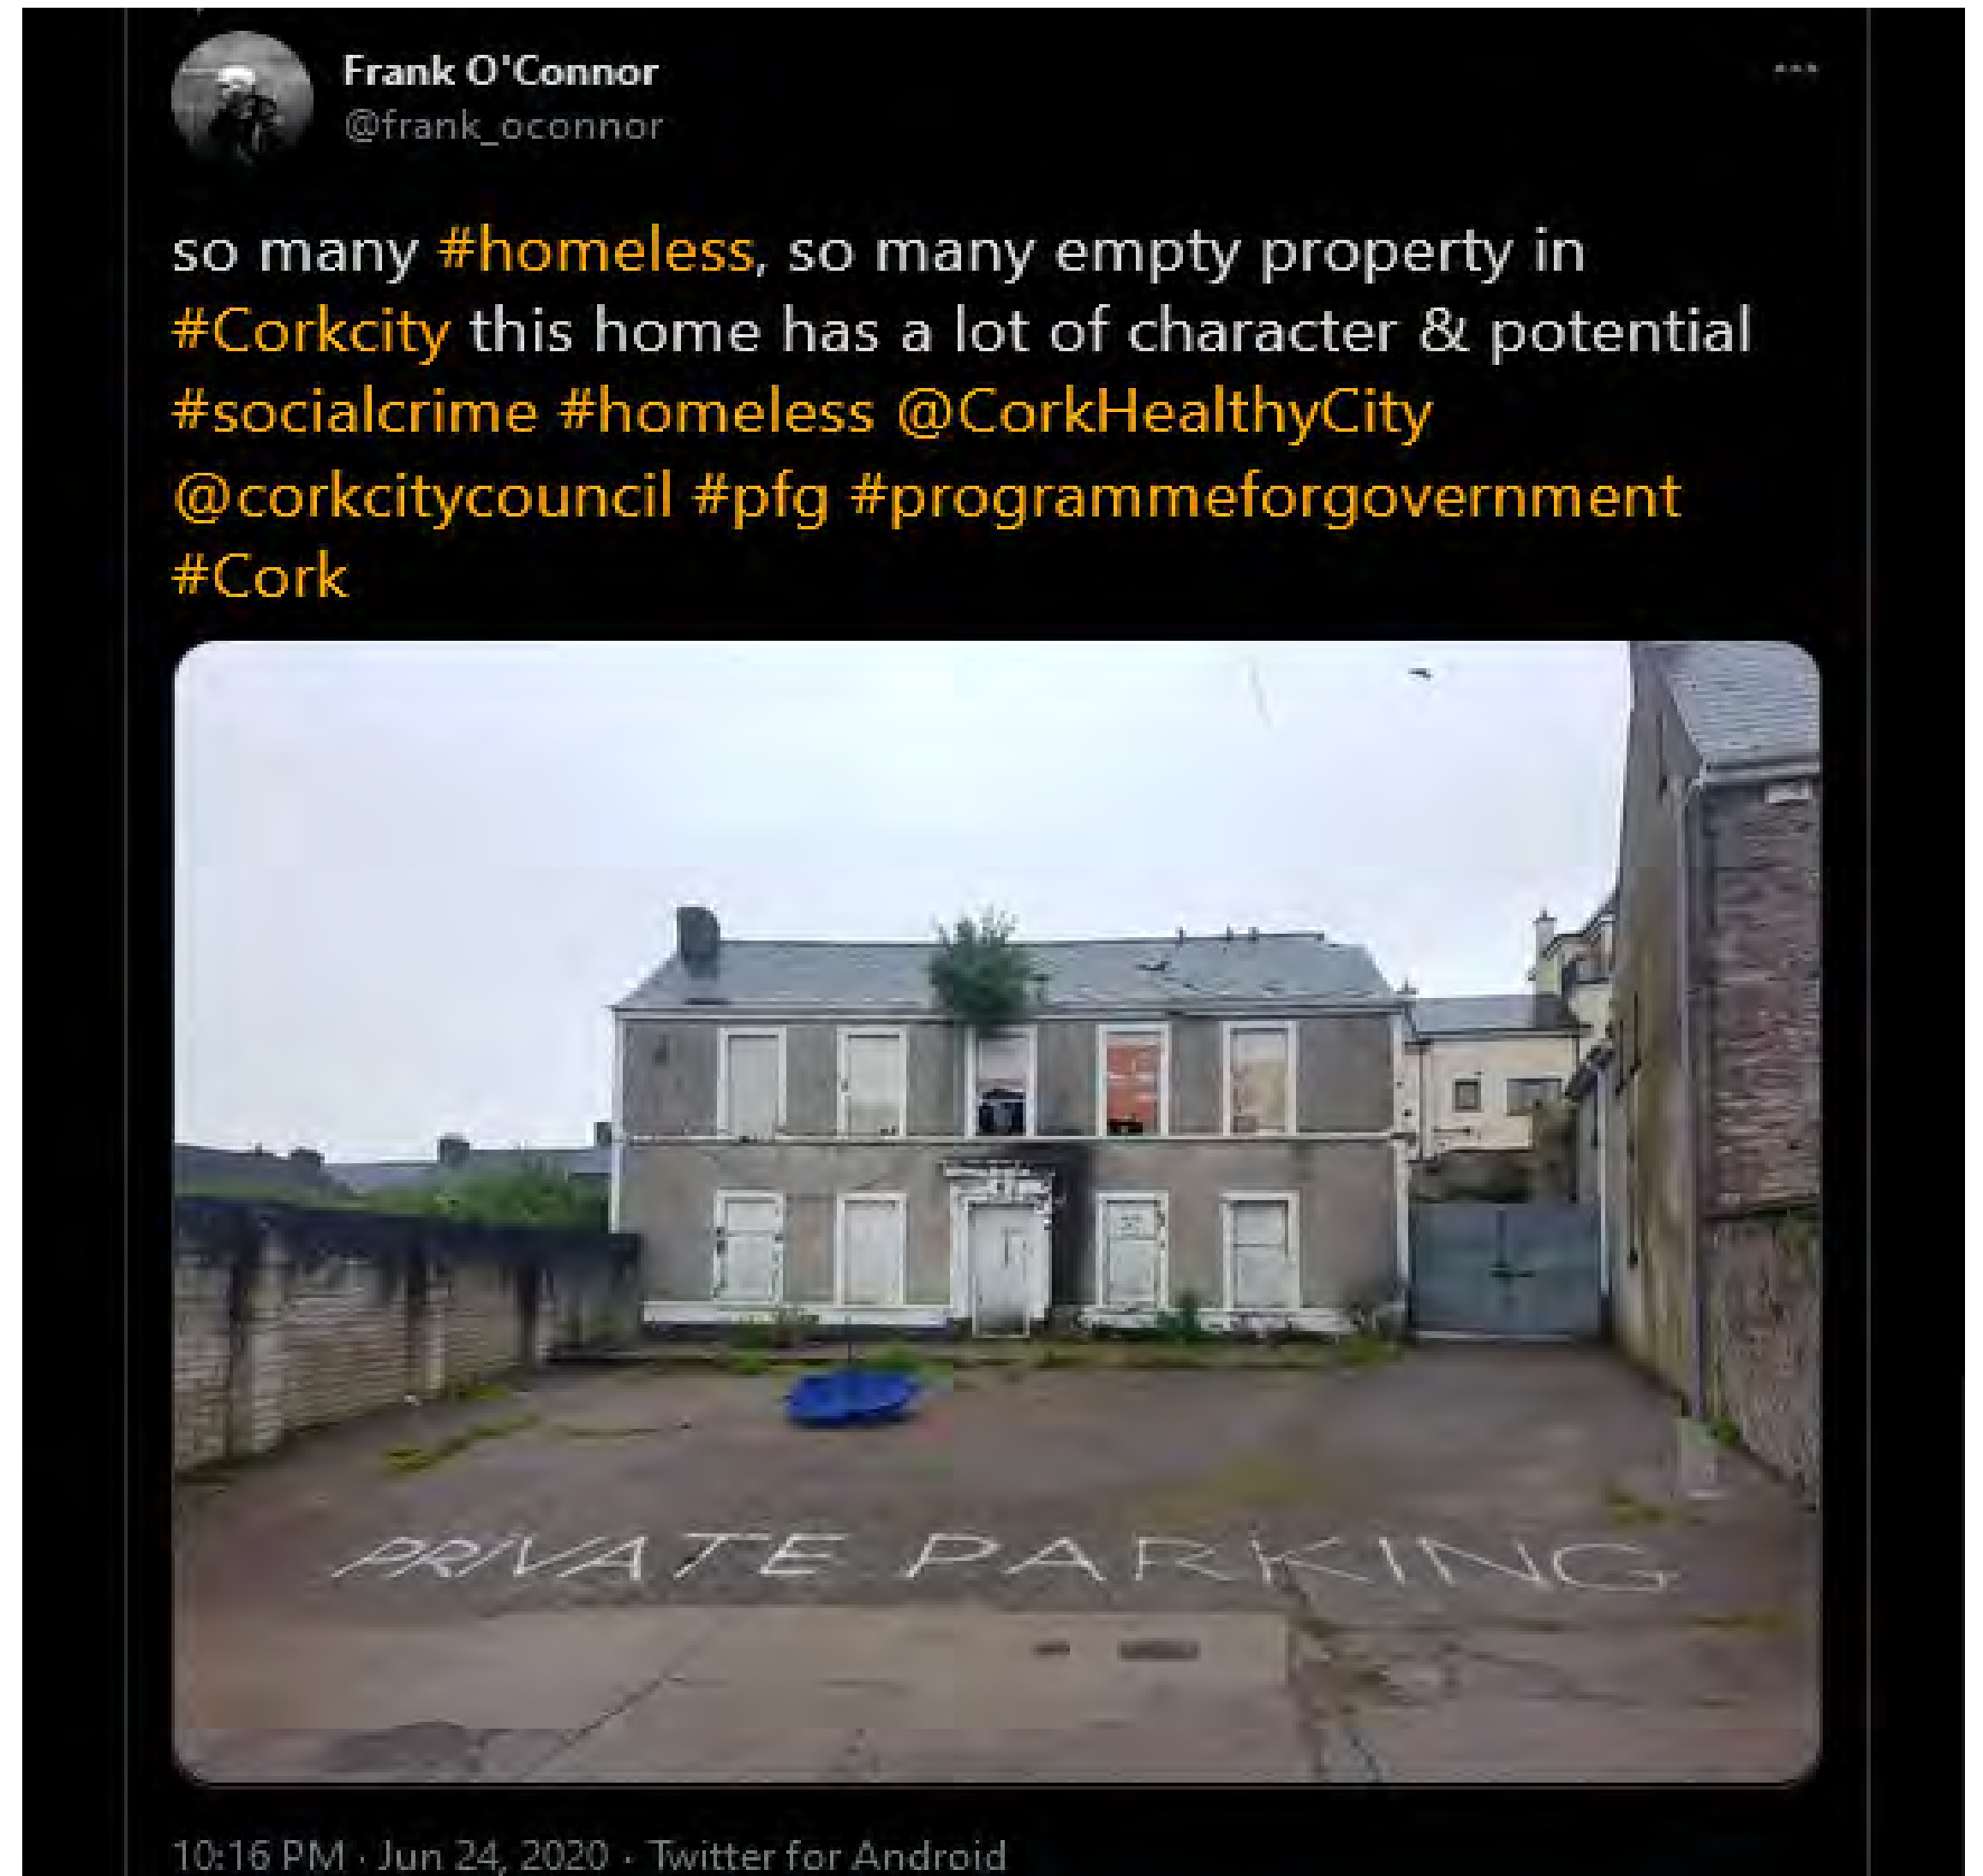 Frank O'Connor
@frank_oconnor
so many #homeless, so many empty property in
#Corkcity this home has a lot of character & potential
#socialcrime #homeless @CorkHealthyCity
@corkcitycouncil #pfg #programmeforgovernment
#Cork
PRIVATE PARKING
10:16 PM · Jun 24, 2020 · Twitter for Android